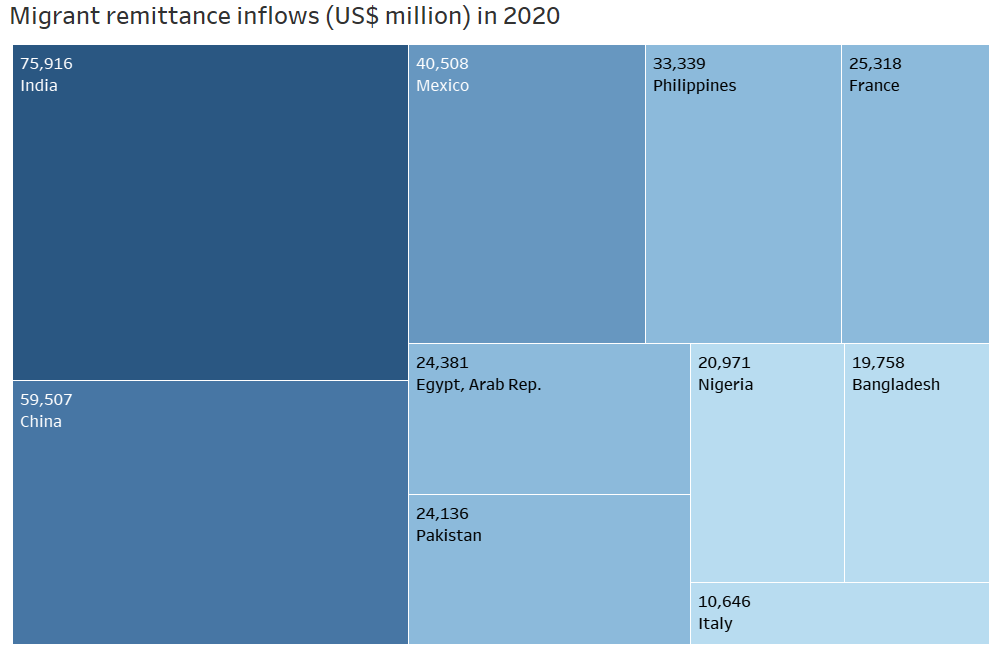 Migrant remittance inflows (US$ million) in 2020
75,916
India
59,507
China
40,508
Mexico
33,339
Philippines
25,318
France
24,381
Egypt, Arab Rep.
24,136
Pakistan
20,971
Nigeria
19,758
Bangladesh
10,646
Italy